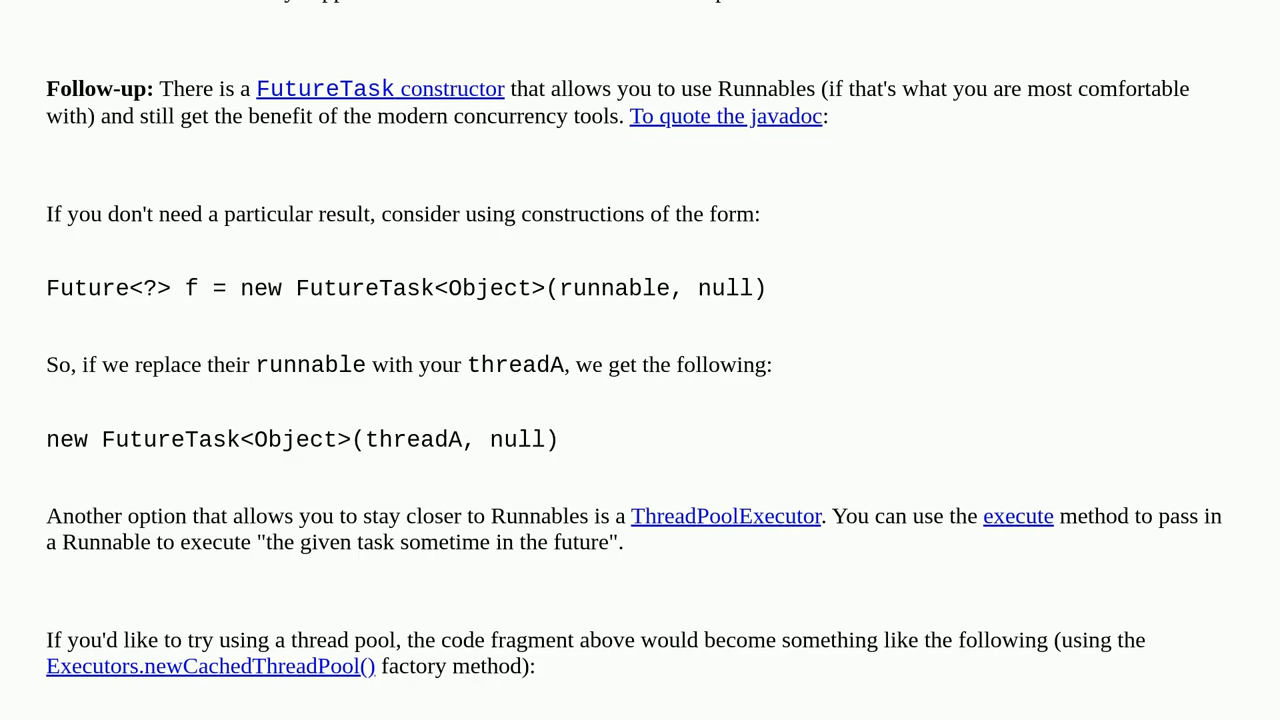 Follow-up: There is a FutureTask constructor that allows you to use Runnables (if that's what you are most comfortable
with) and still get the benefit of the modern concurrency tools. To quote the javadoc:
If you don't need a particular result, consider using constructions of the form:
Future<?> f = new FutureTask<Object>(runnable, null)
So, if we replace their runnable with your threadA, we get the following:
new FutureTask<Object>(threadA, null)
Another option that allows you to stay closer to Runnables is a ThreadPoolExecutor. You can use the execute method to pass in
a Runnable to execute "the given task sometime in the future".
If you'd like to try using a thread pool, the code fragment above would become something like the following (using the
Executors.newCachedThreadPool() factory method):